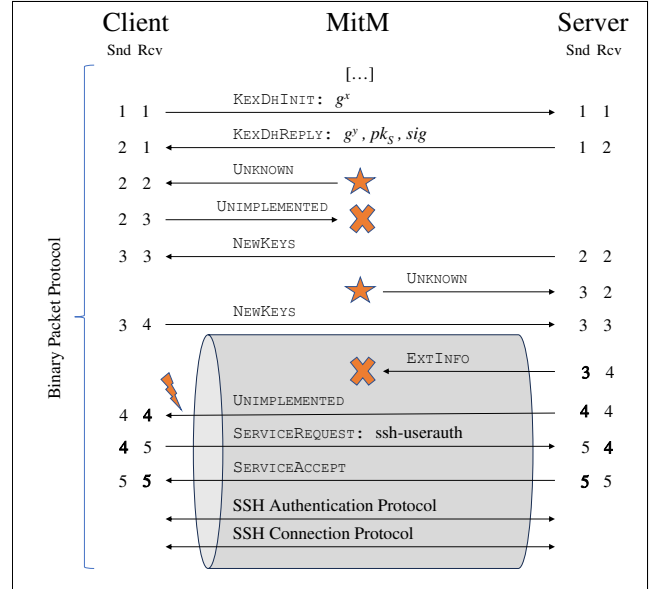 Client MitM Server
Snd Rcv Snd Rcv
[…]
KEXDHINIT: g^x
1 1 1 1
KEXDHREPLY: g^y, pk_S, sig
2 1 1 2
UNKNOWN
2 2
UNIMPLEMENTED
2 3
NEWKEYS
3 3 2 2
UNKNOWN
3 2
NEWKEYS
3 4 3 3
EXTINFO
3 4
UNIMPLEMENTED
4 4 4 4
SERVICEREQUEST: ssh-userauth
4 5 5 4
SERVICEACCEPT
5 5 5 5
SSH Authentication Protocol
SSH Connection Protocol
Binary Packet Protocol